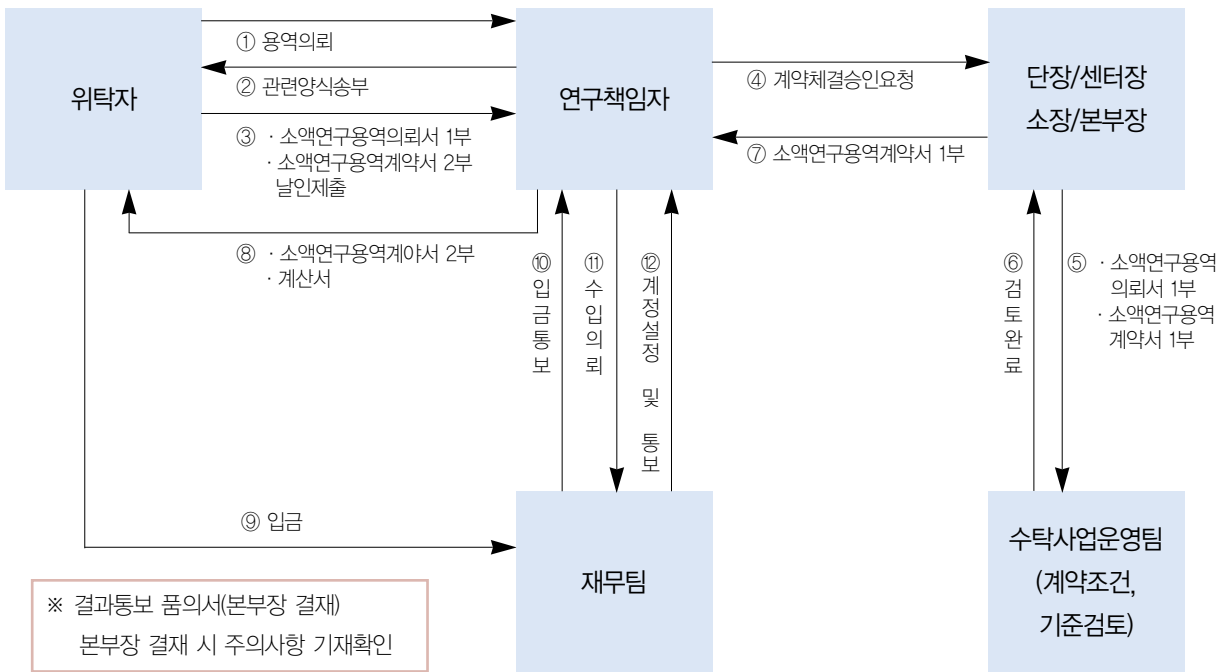 ① 용역의뢰
② 관련양식송부
위탁자
③ · 소액연구용역의뢰서 1부
· 소액연구용역계약서 2부
날인제출
연구책임자
④ 계약체결승인요청
⑦ 소액연구용역계약서 1부
단장/센터장
소장/본부장
⑧ · 소액연구용역계야서 2부
· 계산서
⑩ 입금통보
⑪ 수입의뢰
⑫ 계정설정 및 통보
⑥ 검토완료
⑤ · 소액연구용역
의뢰서 1부
· 소액연구용역
계약서 1부
⑨ 입금
재무팀
수탁사업운영팀
(계약조건,
기준검토)
※ 결과통보 품의서(본부장 결재)
본부장 결재 시 주의사항 기재확인